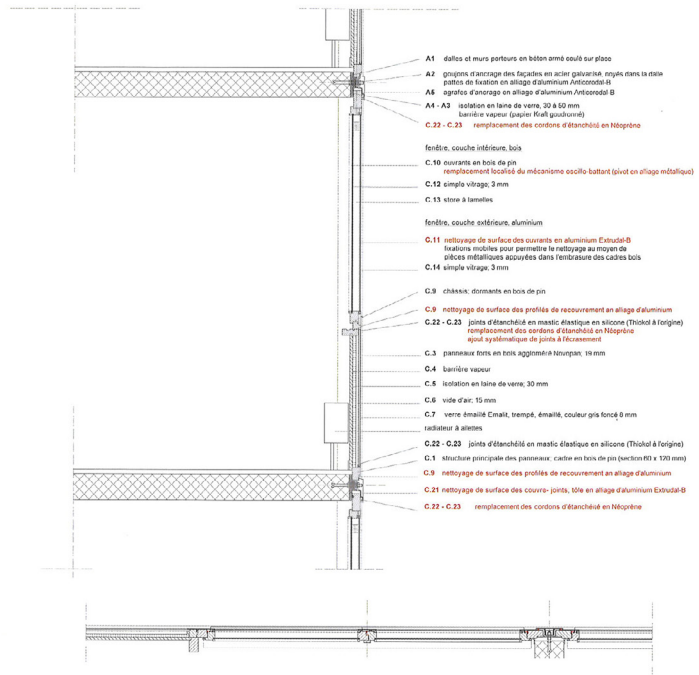 A1 dalles et murs porteurs en béton armé coulé sur place
A2 goujons d'ancrage des façades en acier galvanisé, noyés dans la dalle
pattes de fixation en alliage d'aluminium Anticorodal-B
A5 agrafes d'ancrage en alliage d'aluminium Anticorodal B
A4 - A3 isolation en laine de verre, 30 à 50 mm
barrière vapeur (papier Kraft goudronné)
C.22 - C.23 remplacement des cordons d'étanchéité en Néoprène
fenêtre, couche intérieure, bois
C.10 ouvrants en bois de pin
remplacement localisé du mécanisme oscillo-battant (pivot en alliage métallique)
C.12 simple vitrage; 3 mm
C.13 store à lamelles
fenêtre, couche extérieure, aluminium
C.11 nettoyage de surface des ouvrants en aluminium Extrudal-B
fixations mobiles pour permettre le nettoyage au moyen de
pièces métalliques appuyées dans l'embrasure des cadres bois
C.14 simple vitrage; 3 mm
C.9 châssis; dormants en bois de pin
C.9 nettoyage de surface des profilés de recouvrement an alliage d'aluminium
C.22 - C.23 joints d'étanchéité en mastic élastique en silicone (Thiokol à l'origine)
remplacement des cordons d'étanchéité en Néoprène
ajout systématique de joints à l'écrasement
C.3 panneaux forts en bois aggloméré Novopan; 19 mm
C.4 barrière vapeur
C.5 isolation en laine de verre; 30 mm
C.6 vide d'air; 15 mm
C.7 verre émaillé Emalit, trempé, émaillé, couleur gris foncé 8 mm
radiateur à ailettes
C.22 - C.23 joints d'étanchéité en mastic élastique en silicone (Thiokol à l'origine)
C.1 structure principale des panneaux; cadre en bois de pin (section 60 x 120 mm)
C.9 nettoyage de surface des profilés de recouvrement an alliage d'aluminium
C.21 nettoyage de surface des couvre- joints, tôle en alliage d'aluminium Extrudal-B
C.22 - C.23 remplacement des cordons d'étanchéité en Néoprène